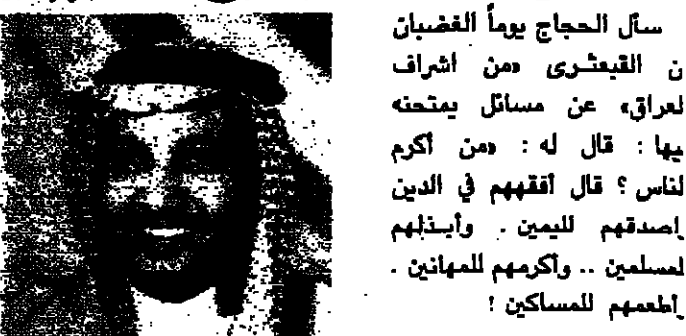 سأل الحجاج يوماً الغضبان
ن القبعثرى «من اشراف
لعراق» عن مسائل يمتحنه
يها : قال له : «من أكرم
لناس ؟ قال أفقههم في الدين
أصدقهم لليمين . وأبذلهم
لمسلمين .. وأكرمهم للمهانين .
أطعمهم للمساكين !